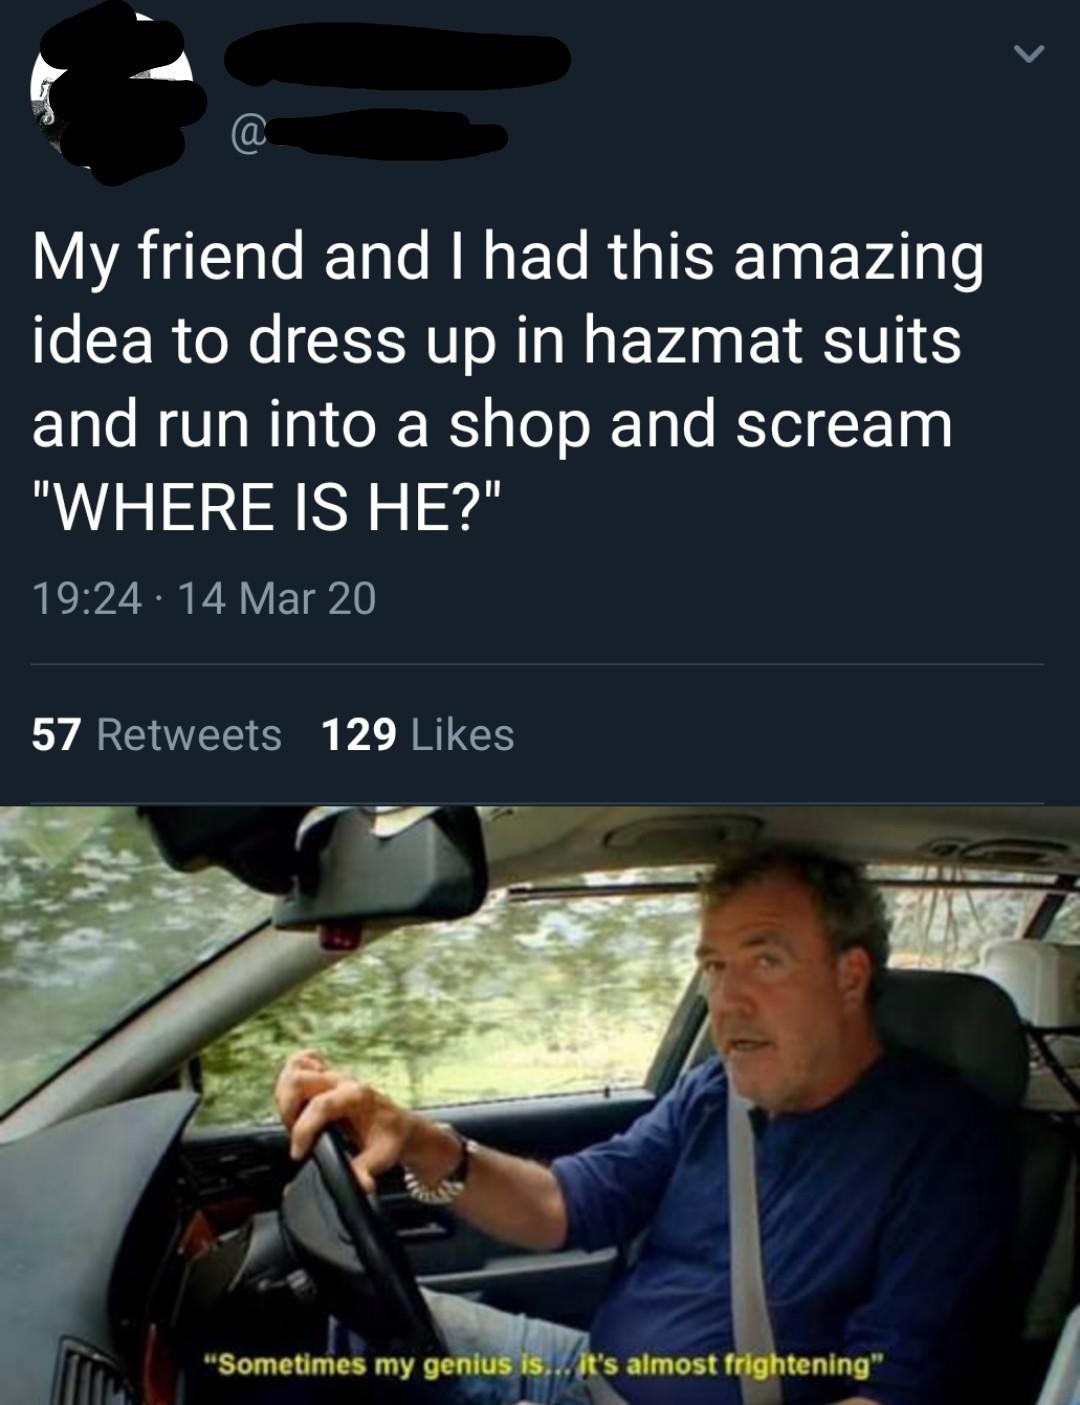 @
My friend and I had this amazing
idea to dress up in hazmat suits
and run into a shop and scream
"WHERE IS HE?"
19:24 · 14 Mar 20
57 Retweets 129 Likes
“Sometimes my genius is... it's almost frightening”